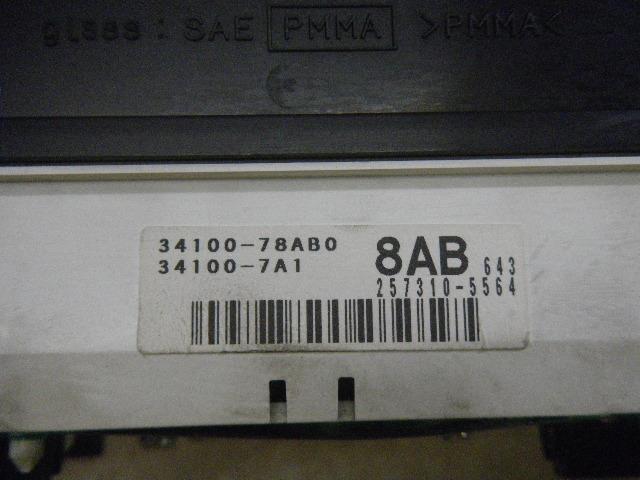 glass : SAE PMMA >PMMA<
34100-78AB0
34100-7A1
8AB 643
257310-5564